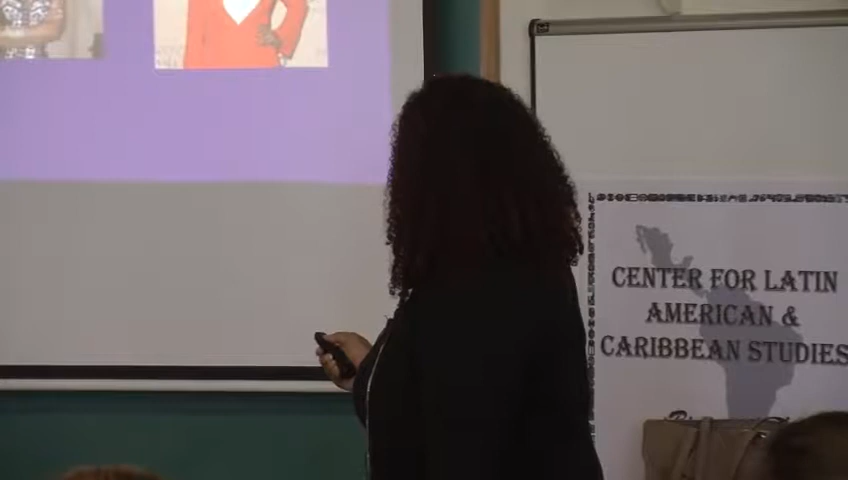 CENTER FOR LATIN
AMERICAN &
CARIBBEAN STUDIES